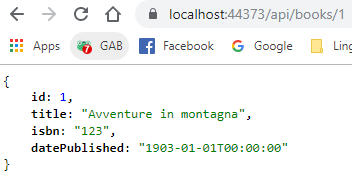 localhost:44373/api/books/1
Apps GAB Facebook Google Ling
{
id: 1,
title: "Avventure in montagna",
isbn: "123",
datePublished: "1903-01-01T00:00:00"
}